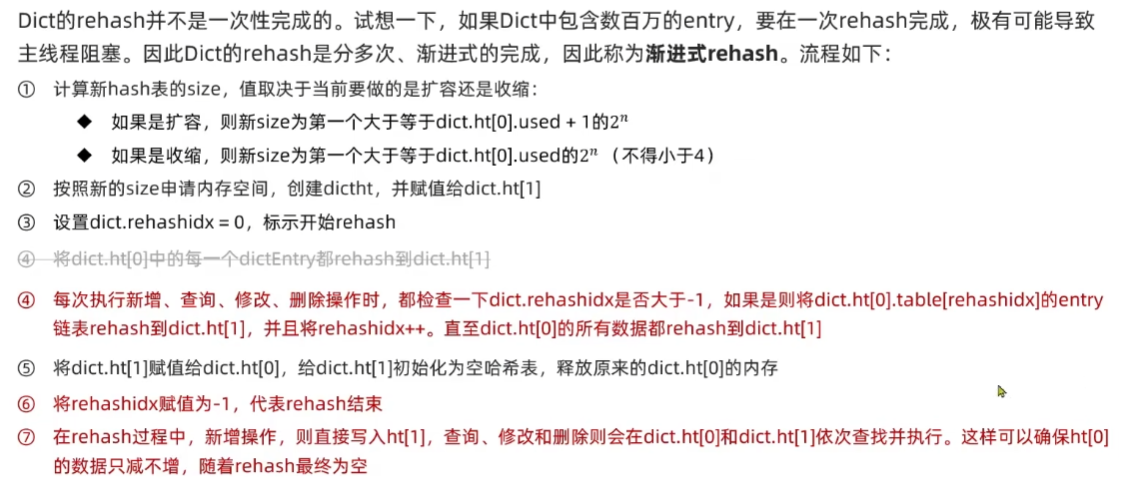 Dict的rehash并不是一次性完成的。试想一下，如果Dict中包含数百万的entry，要在一次rehash完成，极有可能导致
主线程阻塞。因此Dict的rehash是分多次、渐进式的完成，因此称为渐进式rehash。流程如下：
① 计算新hash表的size，值取决于当前要做的是扩容还是收缩：
◆ 如果是扩容，则新size为第一个大于等于dict.ht[0].used + 1的2ⁿ
◆ 如果是收缩，则新size为第一个大于等于dict.ht[0].used的2ⁿ （不得小于4）
② 按照新的size申请内存空间，创建dictht，并赋值给dict.ht[1]
③ 设置dict.rehashidx = 0，标示开始rehash
④ 将dict.ht[0]中的每一个dictEntry都rehash到dict.ht[1]
④ 每次执行新增、查询、修改、删除操作时，都检查一下dict.rehashidx是否大于-1，如果是则将dict.ht[0].table[rehashidx]的entry
链表rehash到dict.ht[1]，并且将rehashidx++。直至dict.ht[0]的所有数据都rehash到dict.ht[1]
⑤ 将dict.ht[1]赋值给dict.ht[0]，给dict.ht[1]初始化为空哈希表，释放原来的dict.ht[0]的内存
⑥ 将rehashidx赋值为-1，代表rehash结束
⑦ 在rehash过程中，新增操作，则直接写入ht[1]，查询、修改和删除则会在dict.ht[0]和dict.ht[1]依次查找并执行。这样可以确保ht[0]
的数据只减不增，随着rehash最终为空